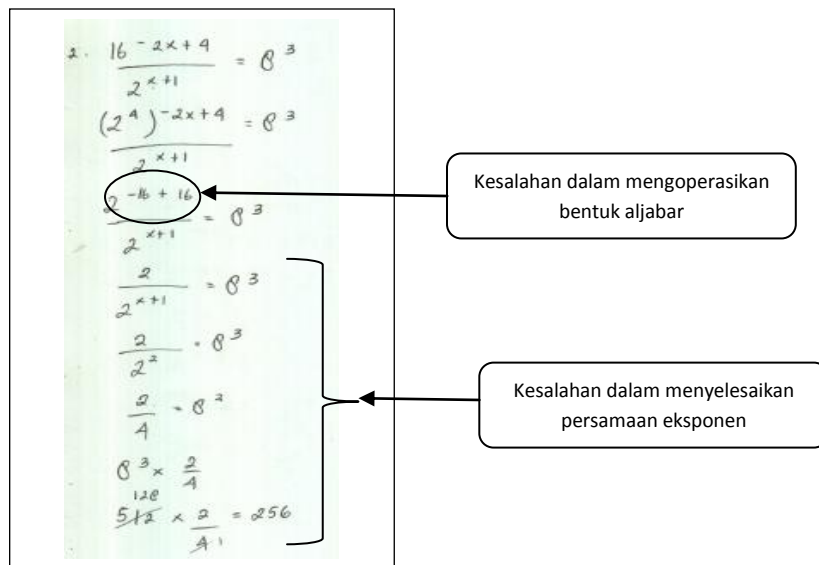 2. 16^{-2x+4} / 2^{x+1} = 8^3
(2^4)^{-2x+4} / 2^{x+1} = 8^3
2^{-16+16} / 2^{x+1} = 8^3
2 / 2^{x+1} = 8^3
2 / 2^2 = 8^3
2 / 4 = 8^3
8^3 × 2/4
128
512 × 2/4 1 = 256
Kesalahan dalam mengoperasikan
bentuk aljabar
Kesalahan dalam menyelesaikan
persamaan eksponen